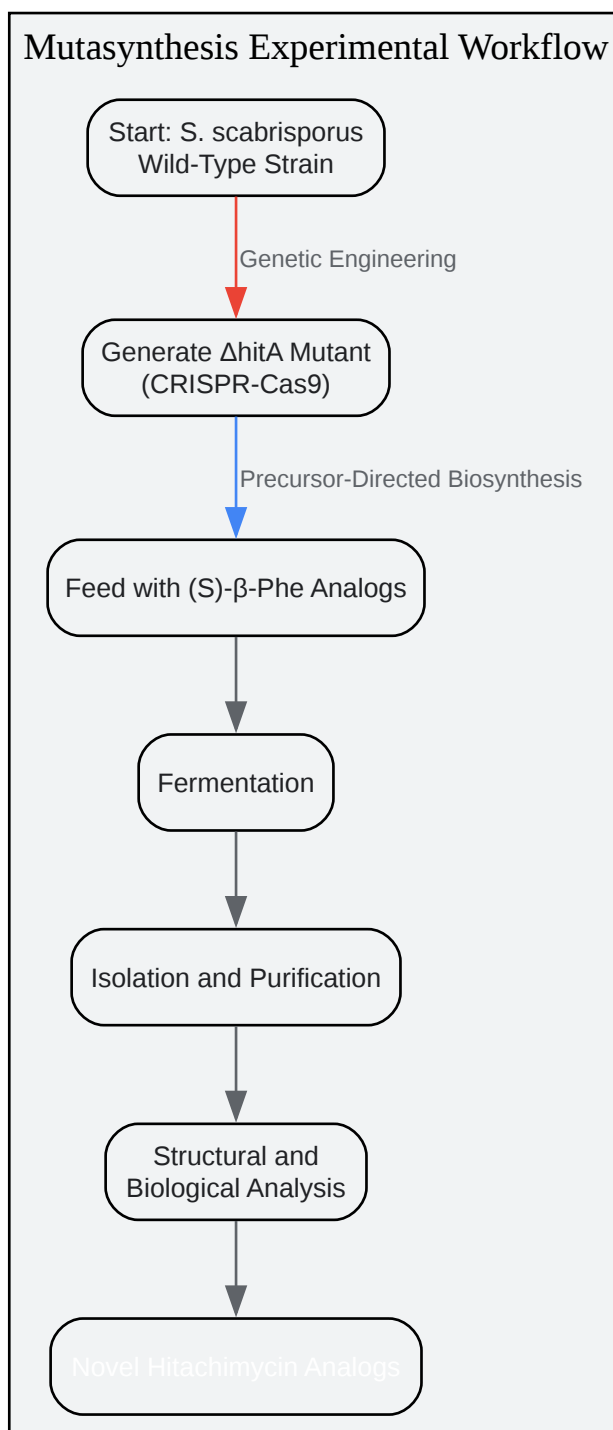 Mutasynthesis Experimental Workflow
Start: S. scabrisporus
Wild-Type Strain
Genetic Engineering
Generate ΔhitA Mutant
(CRISPR-Cas9)
Precursor-Directed Biosynthesis
Feed with (S)-β-Phe Analogs
Fermentation
Isolation and Purification
Structural and
Biological Analysis
Novel Hitachimycin Analogs